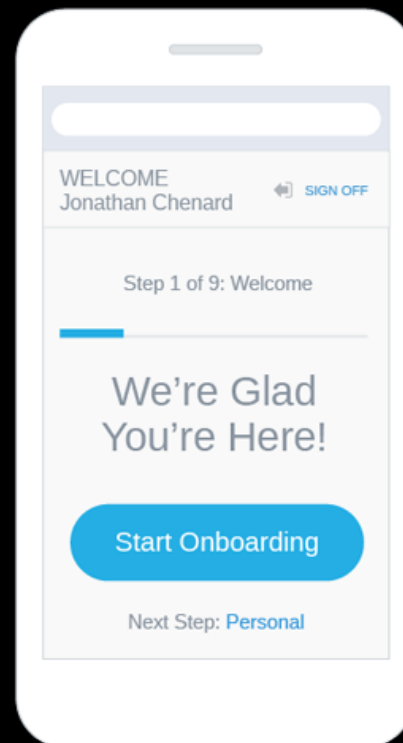 WELCOME
Jonathan Chenard
SIGN OFF
Step 1 of 9: Welcome
We’re Glad
You’re Here!
Start Onboarding
Next Step: Personal